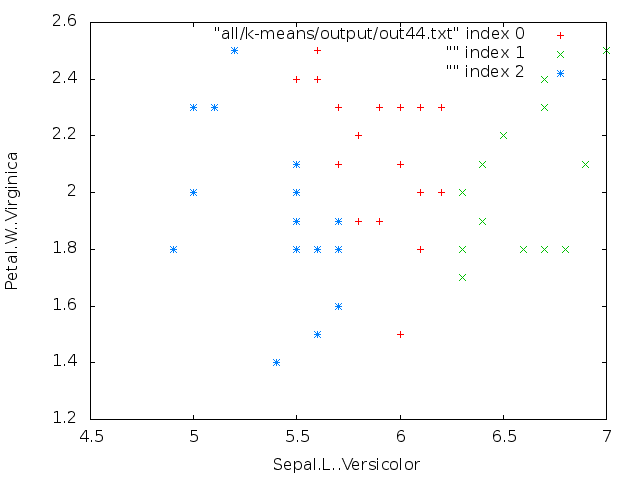 2.6
2.4
2.2
2
1.8
1.6
1.4
1.2
4.5 5 5.5 6 6.5 7
Petal.W..Virginica
Sepal.L..Versicolor
"all/k-means/output/out44.txt" index 0
"" index 1
"" index 2